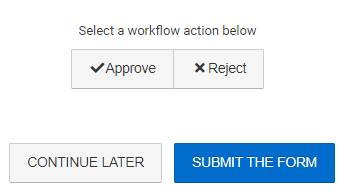 Select a workflow action below
Approve Reject
CONTINUE LATER SUBMIT THE FORM